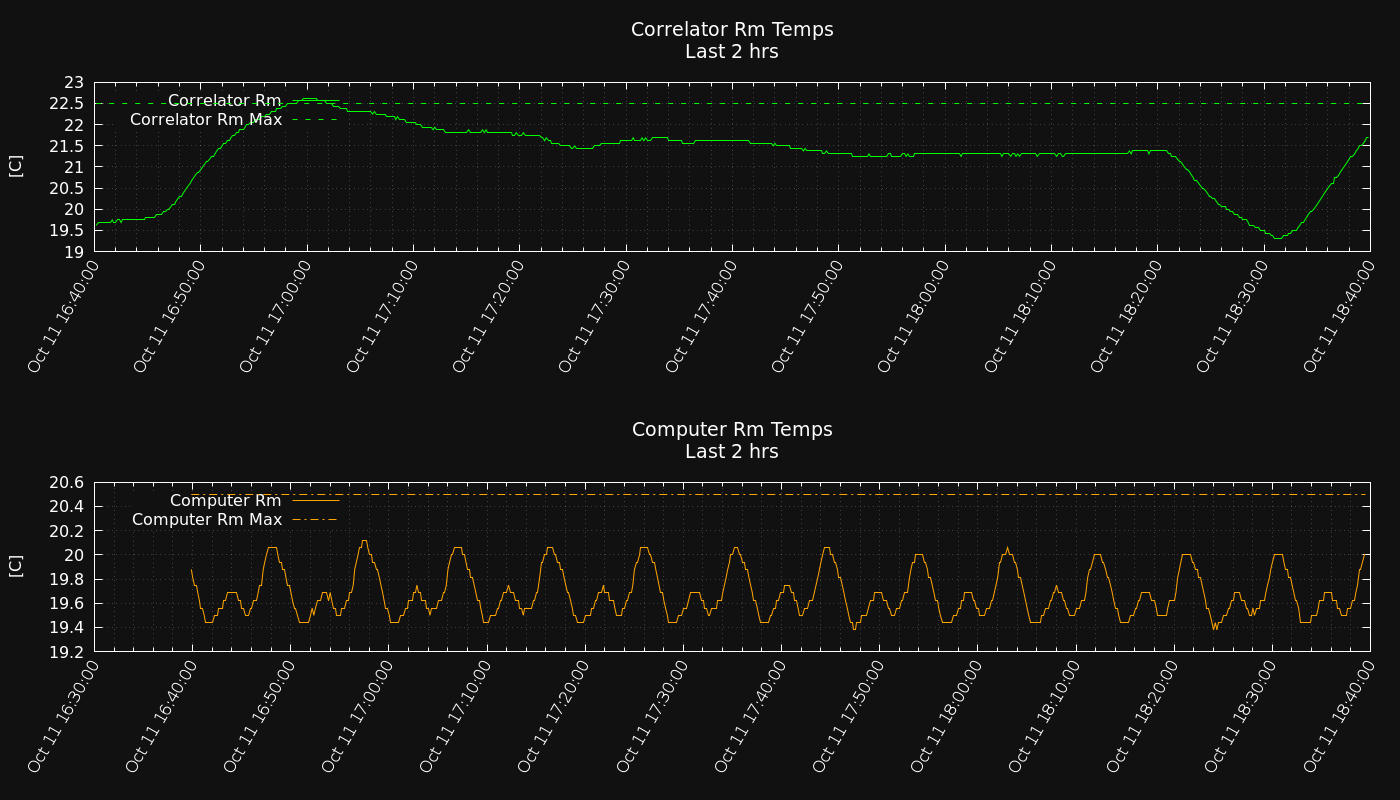 Correlator Rm Temps
Last 2 hrs
23
22.5
22
21.5
21
20.5
20
19.5
19
[C]
Correlator Rm
Correlator Rm Max
Oct 11 16:40:00
Oct 11 16:50:00
Oct 11 17:00:00
Oct 11 17:10:00
Oct 11 17:20:00
Oct 11 17:30:00
Oct 11 17:40:00
Oct 11 17:50:00
Oct 11 18:00:00
Oct 11 18:10:00
Oct 11 18:20:00
Oct 11 18:30:00
Oct 11 18:40:00
Computer Rm Temps
Last 2 hrs
20.6
20.4
20.2
20
19.8
19.6
19.4
19.2
[C]
Computer Rm
Computer Rm Max
Oct 11 16:30:00
Oct 11 16:40:00
Oct 11 16:50:00
Oct 11 17:00:00
Oct 11 17:10:00
Oct 11 17:20:00
Oct 11 17:30:00
Oct 11 17:40:00
Oct 11 17:50:00
Oct 11 18:00:00
Oct 11 18:10:00
Oct 11 18:20:00
Oct 11 18:30:00
Oct 11 18:40:00